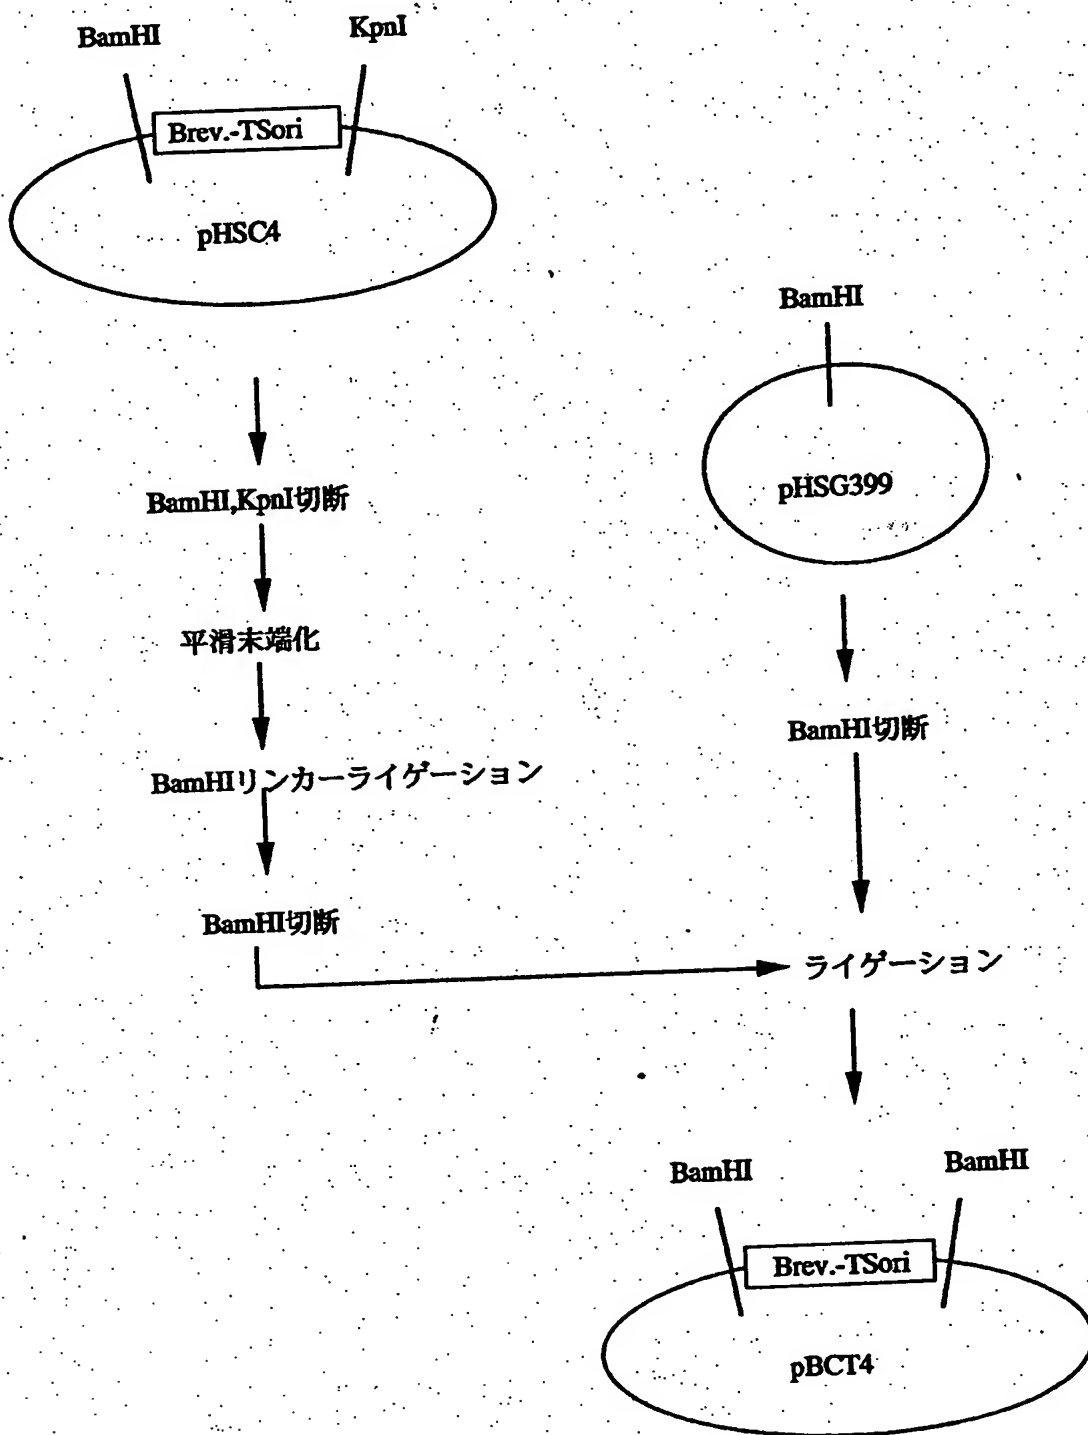 BamHI
KpnI
Brev.-TSori
pHSC4
BamHI
pHSG399
BamHI,KpnI切断
平滑末端化
BamHI切断
BamHIリンカーライゲーション
BamHI切断
ライゲーション
BamHI
BamHI
Brev.-TSori
pBCT4